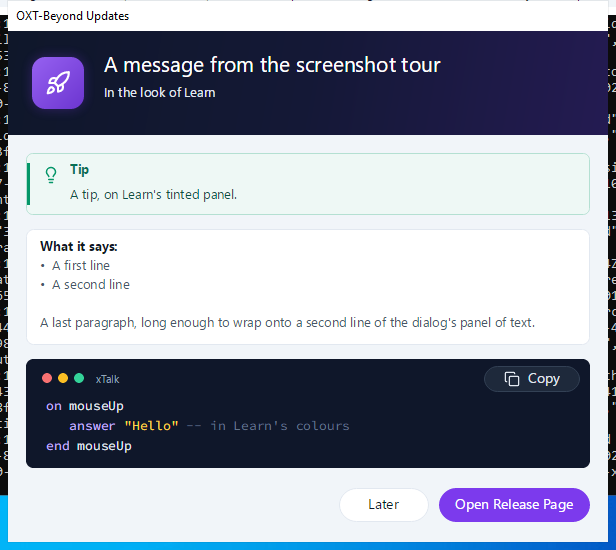 OXT-Beyond Updates
A message from the screenshot tour
In the look of Learn
Tip
A tip, on Learn's tinted panel.
What it says:
• A first line
• A second line
A last paragraph, long enough to wrap onto a second line of the dialog's panel of text.
xTalk
Copy
on mouseUp
answer "Hello" -- in Learn's colours
end mouseUp
Later
Open Release Page